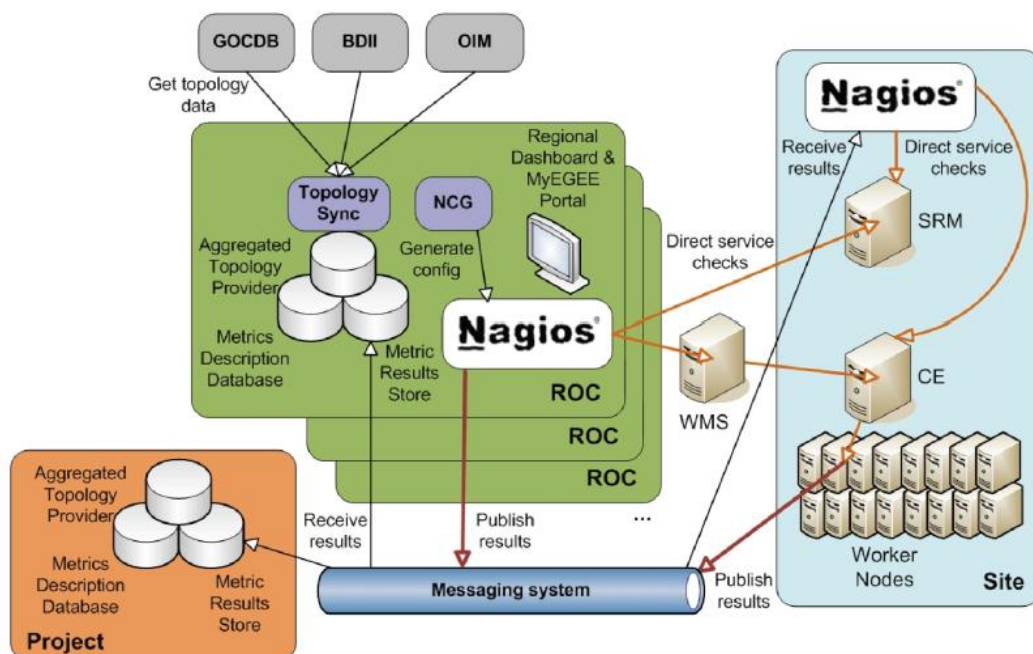 GOCDB
BDII
OIM
Get topology
data
Topology
Sync
NCG
Regional
Dashboard &
MyEGEE
Portal
Aggregated
Topology
Provider
Generate
config
Metrics
Description
Database
Metric
Results
Store
Nagios®
ROC
ROC
ROC
...
Direct service
checks
WMS
Receive
results
Nagios®
Direct service
checks
SRM
CE
Worker
Nodes
Site
Aggregated
Topology
Provider
Metrics
Description
Database
Metric
Results
Store
Project
Receive
results
Publish
results
Messaging system
Publish
results